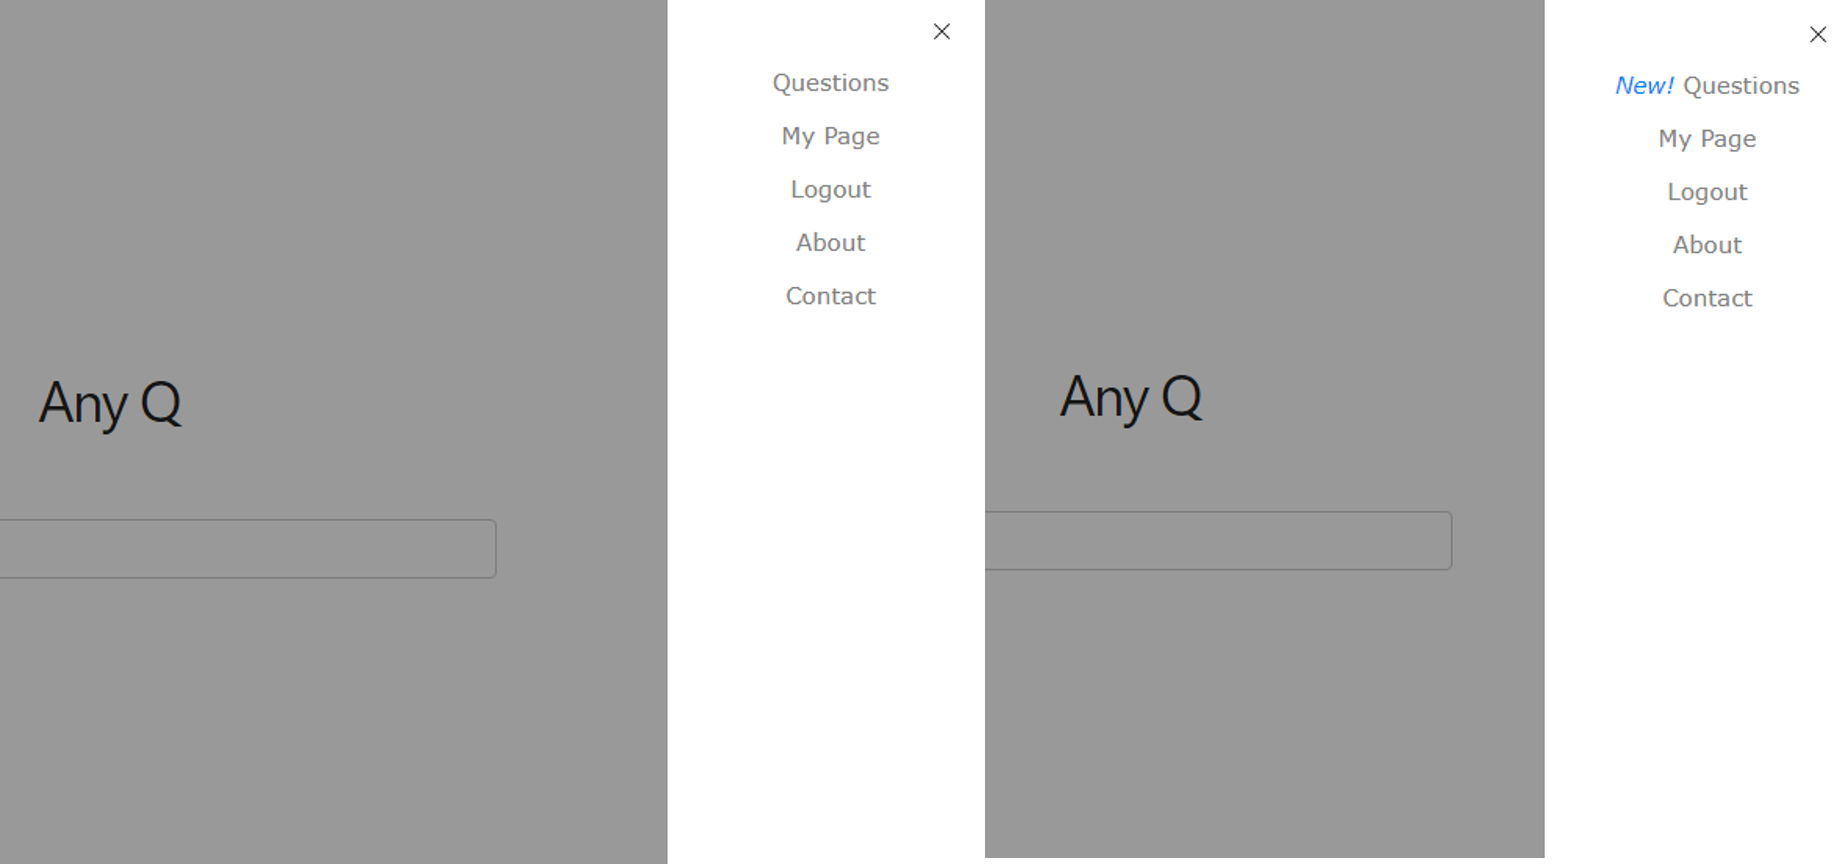 Questions
My Page
Logout
About
Contact
Any Q
New! Questions
My Page
Logout
About
Contact
Any Q